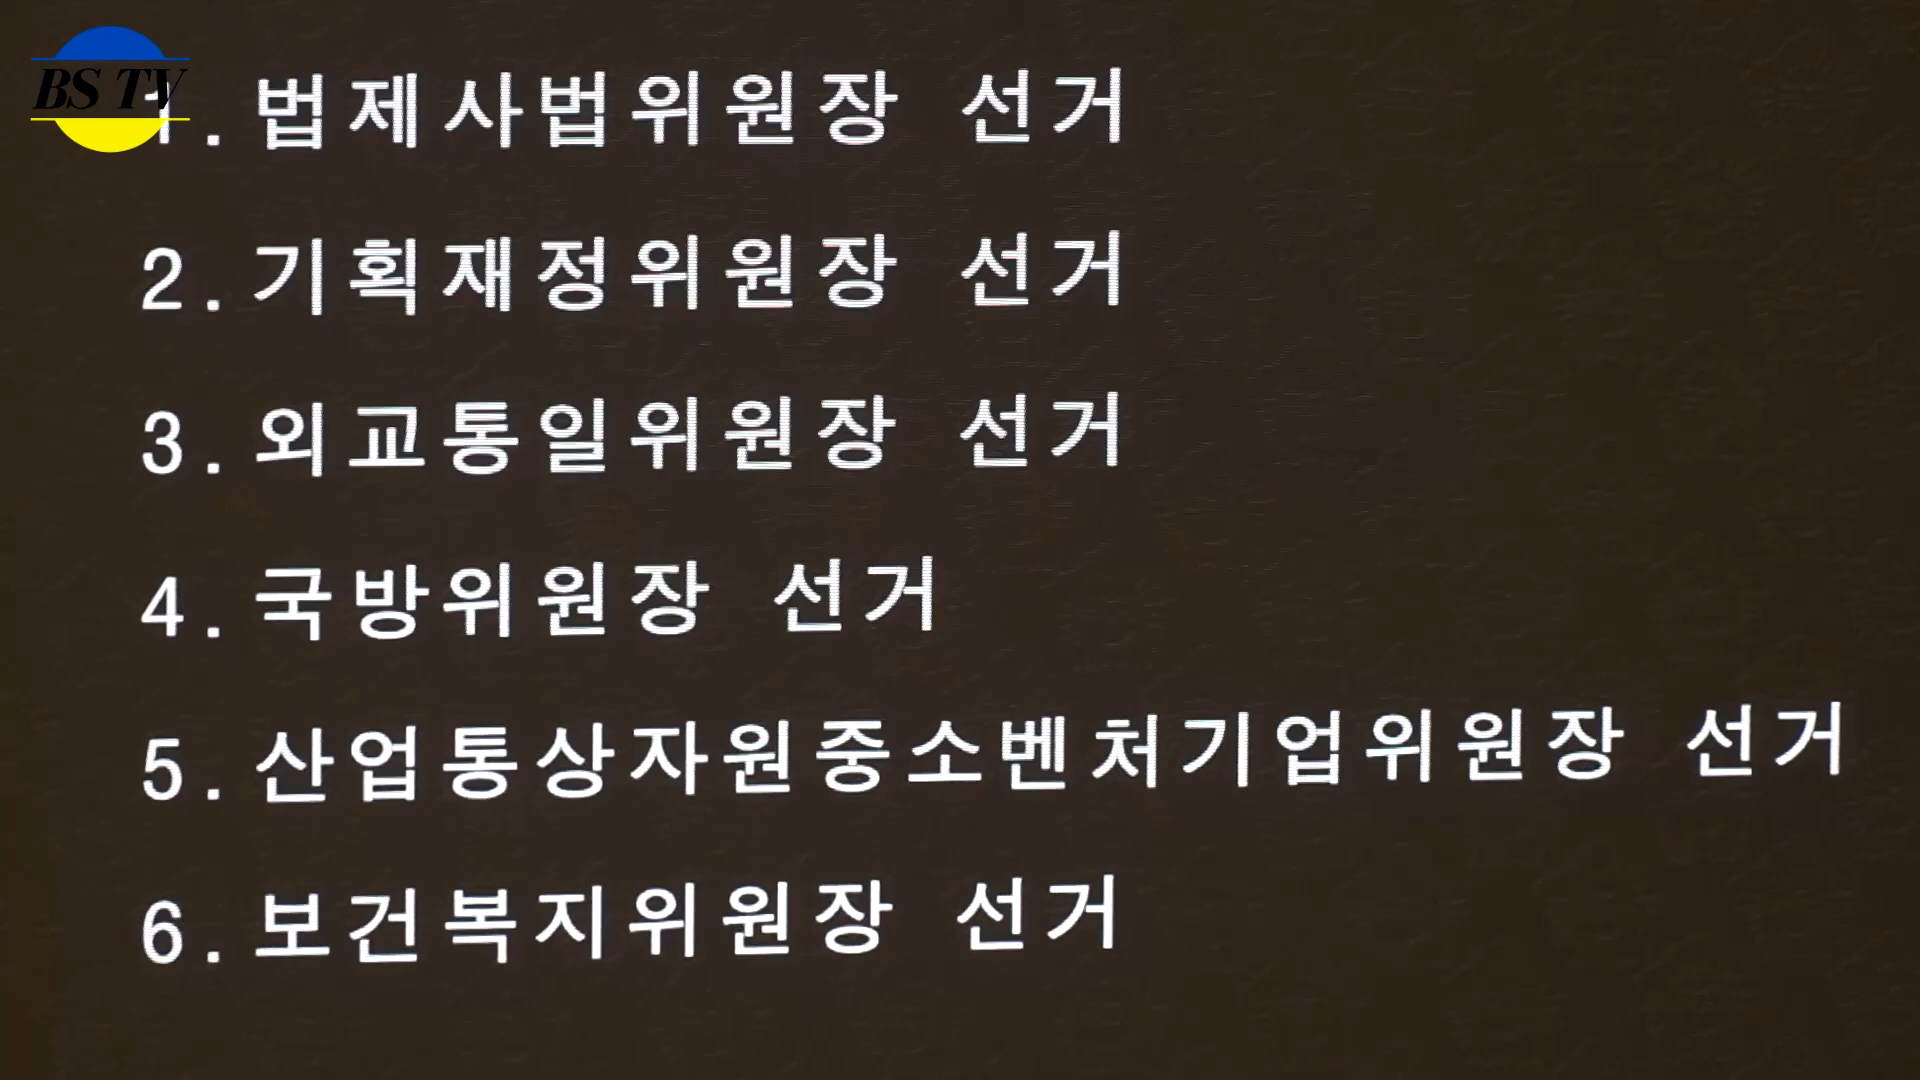 BS TV
1. 법제사법위원장 선거
2. 기획재정위원장 선거
3. 외교통일위원장 선거
4. 국방위원장 선거
5. 산업통상자원중소벤처기업위원장 선거
6. 보건복지위원장 선거